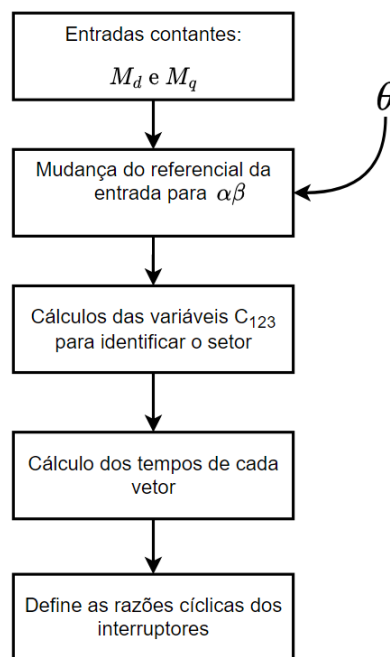 Entradas contantes:
M_d e M_q
θ
Mudança do referencial da
entrada para αβ
Cálculos das variáveis C₁₂₃
para identificar o setor
Cálculo dos tempos de cada
vetor
Define as razões cíclicas dos
interruptores